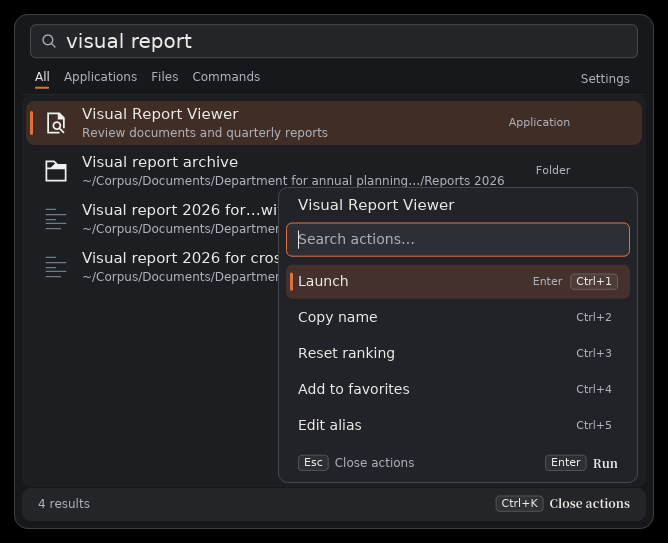 visual report
All Applications Files Commands Settings
Visual Report Viewer
Review documents and quarterly reports
Application
Visual report archive
~/Corpus/Documents/Department for annual planning.../Reports 2026
Folder
Visual report 2026 for...wi
~/Corpus/Documents/Departmer
Visual report 2026 for cros
~/Corpus/Documents/Departmer
Visual Report Viewer
Search actions...
Launch Enter Ctrl+1
Copy name Ctrl+2
Reset ranking Ctrl+3
Add to favorites Ctrl+4
Edit alias Ctrl+5
Esc Close actions Enter Run
4 results Ctrl+K Close actions